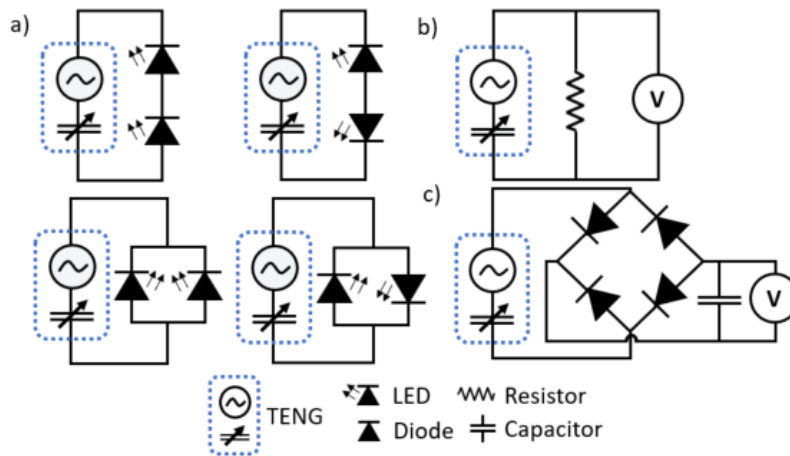 a)
b)
V
c)
V
TENG
LED
Diode
Resistor
Capacitor